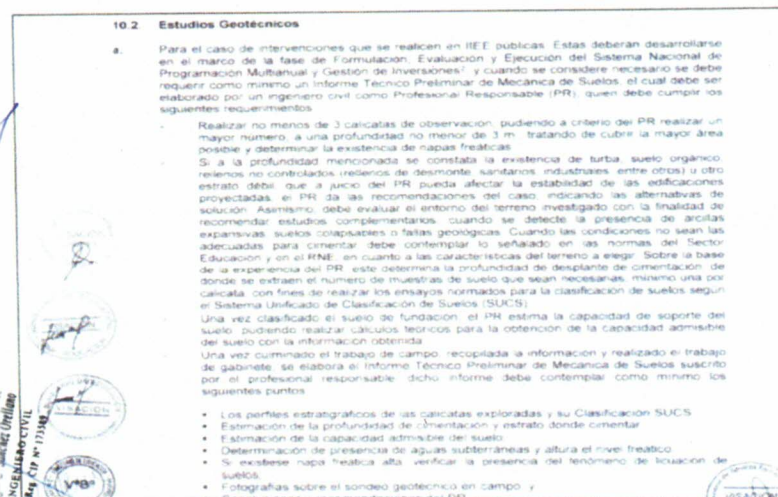 10.2 Estudios Geotécnicos
a. Para el caso de intervenciones que se realicen en IIEE públicas. Estas deberán desarrollarse
en el marco de la fase de Formulación, Evaluación y Ejecución del Sistema Nacional de
Programación Multianual y Gestión de Inversiones, y cuando se considere necesario se debe
requerir como mínimo un Informe Técnico Preliminar de Mecánica de Suelos, el cual debe ser
elaborado por un ingeniero civil como Profesional Responsable (PR), quien debe cumplir los
siguientes requerimientos
Realizar no menos de 3 calicatas de observación, pudiendo a criterio del PR realizar un
mayor número, a una profundidad no menor de 3 m. tratando de cubrir la mayor área
posible y determinar la existencia de napas freáticas
Si a la profundidad mencionada se constata la existencia de turba, suelo orgánico,
rellenos no controlados (rellenos de desmonte, sanitarios industriales, entre otros) u otro
estrato débil, que a juicio del PR pueda afectar la estabilidad de las edificaciones
proyectadas, el PR da las recomendaciones del caso indicando las alternativas de
solución. Asimismo, debe evaluar el entorno del terreno investigado con la finalidad de
recomendar estudios complementarios, cuando se detecte la presencia de arcillas
expansivas, suelos colapsables o fallas geológicas. Cuando las condiciones no sean las
adecuadas para cimentar debe contemplar lo señalado en las normas del Sector
Educación y en el RNE, en cuanto a las características del terreno a elegir. Sobre la base
de la experiencia del PR, este determina la profundidad de desplante de cimentación, de
donde se extraen el número de muestras de suelo que sean necesarias, mínimo una por
calicata, con fines de realizar los ensayos normados para la clasificación de suelos según
el Sistema Unificado de Clasificación de Suelos (SUCS)
Una vez clasificado el suelo de fundación, el PR estima la capacidad de soporte del
suelo, pudiendo realizar cálculos teóricos para la obtención de la capacidad admisible
del suelo con la información obtenida
Una vez culminado el trabajo de campo, recopilada la información y realizado el trabajo
de gabinete, se elabora el Informe Técnico Preliminar de Mecánica de Suelos suscrito
por el profesional responsable, dicho informe debe contemplar como mínimo los
siguientes puntos
• Los perfiles estratigráficos de las calicatas exploradas y su Clasificación SUCS
• Estimación de la profundidad de cimentación y estrato donde cimentar
• Estimación de la capacidad admisible del suelo
• Determinación de presencia de aguas subterráneas y altura el nivel freático
• Si existiese napa freática alta, verificar la presencia del fenómeno de licuación de
suelos,
• Fotografías sobre el sondeo geotécnico en campo, y
INGENIERO CIVIL
Reg. CIP N° 173509
V°B°